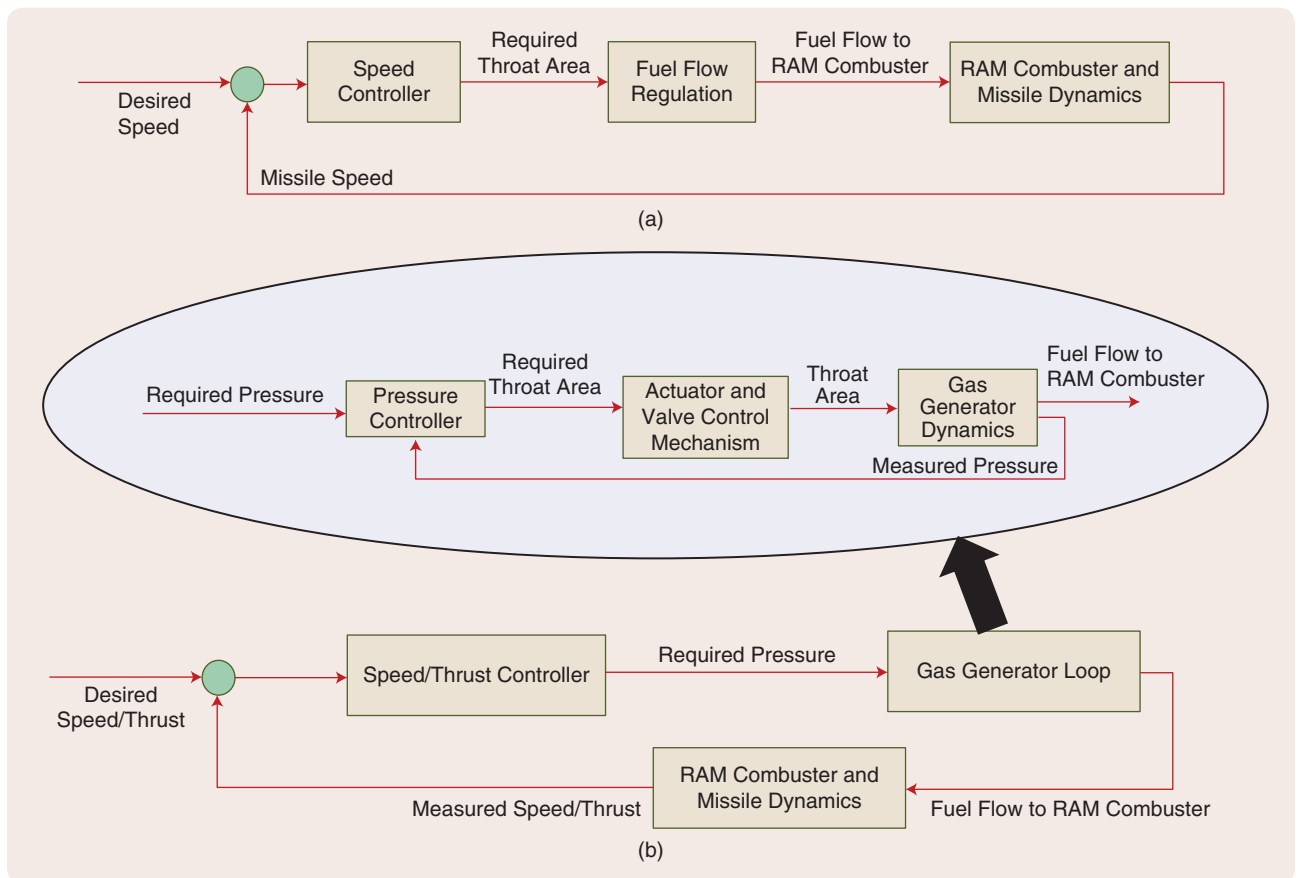 Desired
Speed
Speed
Controller
Required
Throat Area
Fuel Flow
Regulation
Fuel Flow to
RAM Combuster
RAM Combuster and
Missile Dynamics
Missile Speed
(a)
Required Pressure
Pressure
Controller
Required
Throat Area
Actuator and
Valve Control
Mechanism
Throat
Area
Gas
Generator
Dynamics
Fuel Flow to
RAM Combuster
Measured Pressure
Desired
Speed/Thrust
Speed/Thrust Controller
Required Pressure
Gas Generator Loop
RAM Combuster and
Missile Dynamics
Measured Speed/Thrust
Fuel Flow to RAM Combuster
(b)